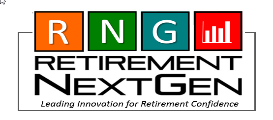 R N G
RETIREMENT
NEXTGEN
Leading Innovation for Retirement Confidence